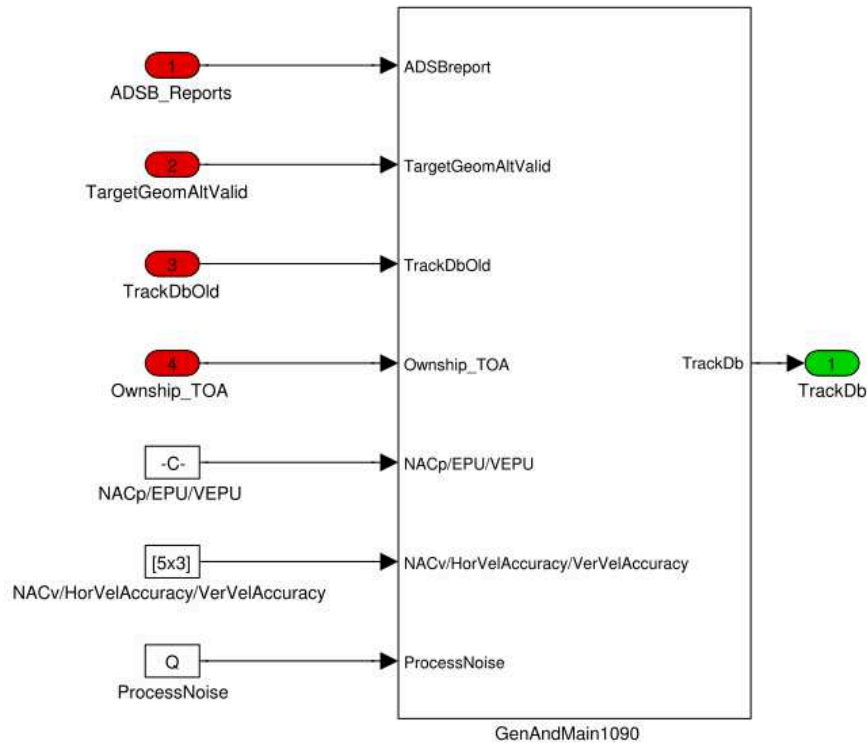 1
ADSB_Reports
ADSBreport
2
TargetGeomAltValid
TargetGeomAltValid
3
TrackDbOld
TrackDbOld
4
Ownship_TOA
Ownship_TOA
TrackDb
1
TrackDb
-C-
NACp/EPU/VEPU
NACp/EPU/VEPU
[5x3]
NACv/HorVelAccuracy/VerVelAccuracy
NACv/HorVelAccuracy/VerVelAccuracy
Q
ProcessNoise
ProcessNoise
GenAndMain1090